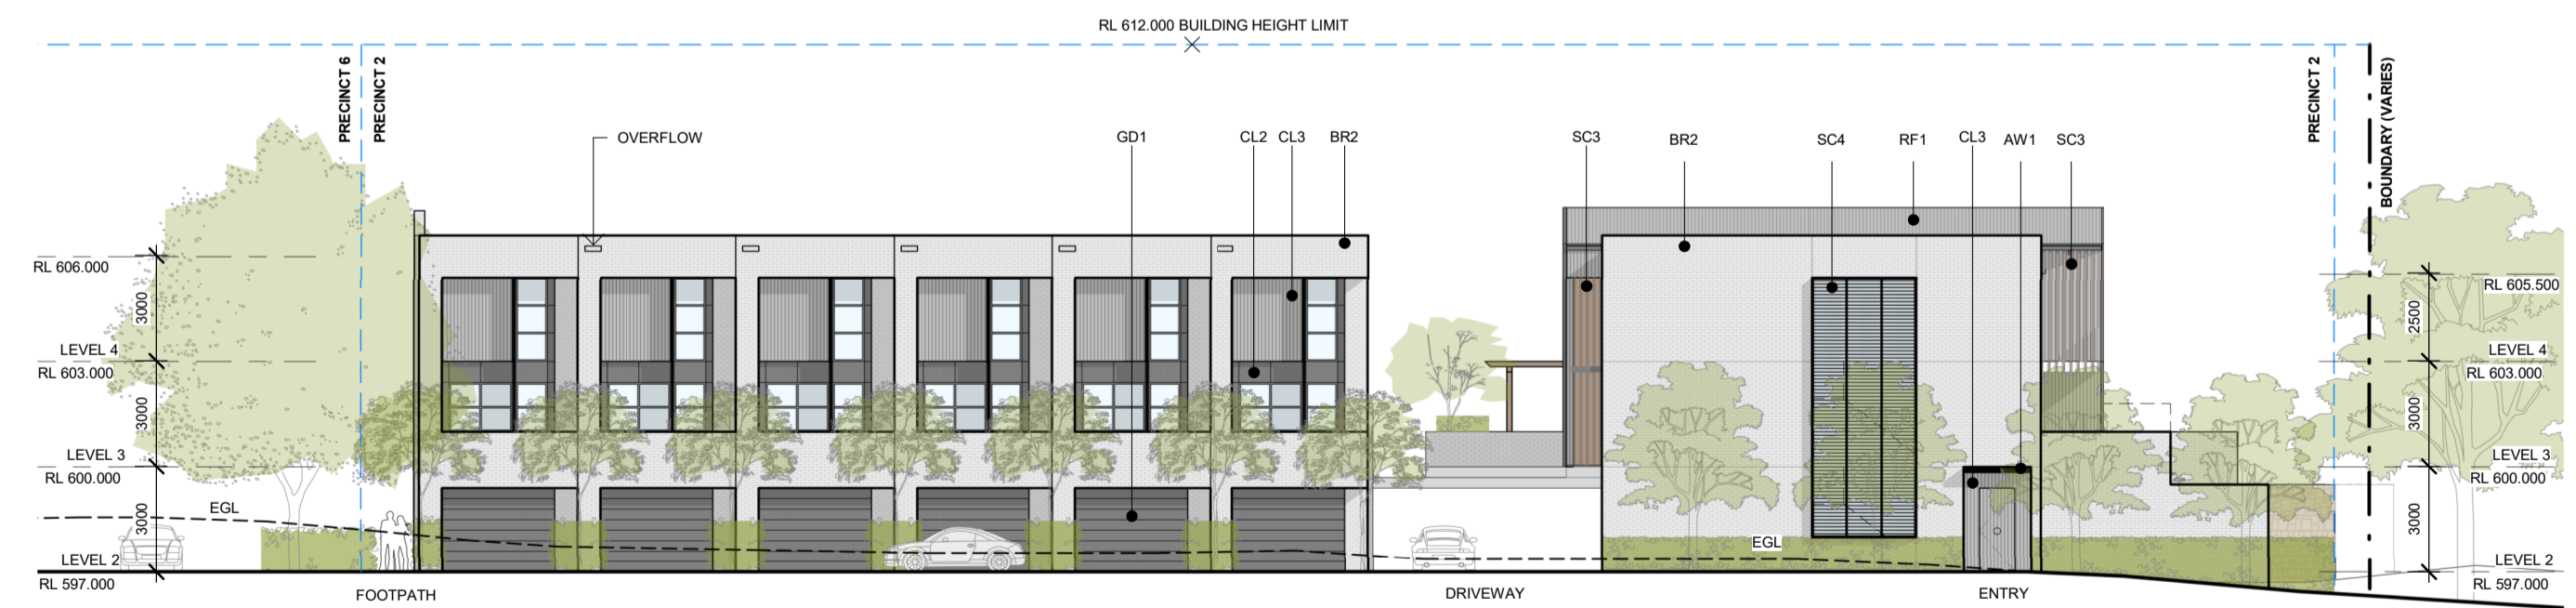 RL 612.000 BUILDING HEIGHT LIMIT
PRECINCT 6
PRECINCT 2
PRECINCT 2
BOUNDARY (VARIES)
OVERFLOW
GD1
CL2
CL3
BR2
SC3
BR2
SC4
RF1
CL3
AW1
SC3
RL 606.000
3000
LEVEL 4
RL 603.000
3000
LEVEL 3
RL 600.000
EGL
3000
LEVEL 2
RL 597.000
RL 605.500
2500
LEVEL 4
RL 603.000
3000
LEVEL 3
RL 600.000
3000
EGL
LEVEL 2
RL 597.000
FOOTPATH
DRIVEWAY
ENTRY